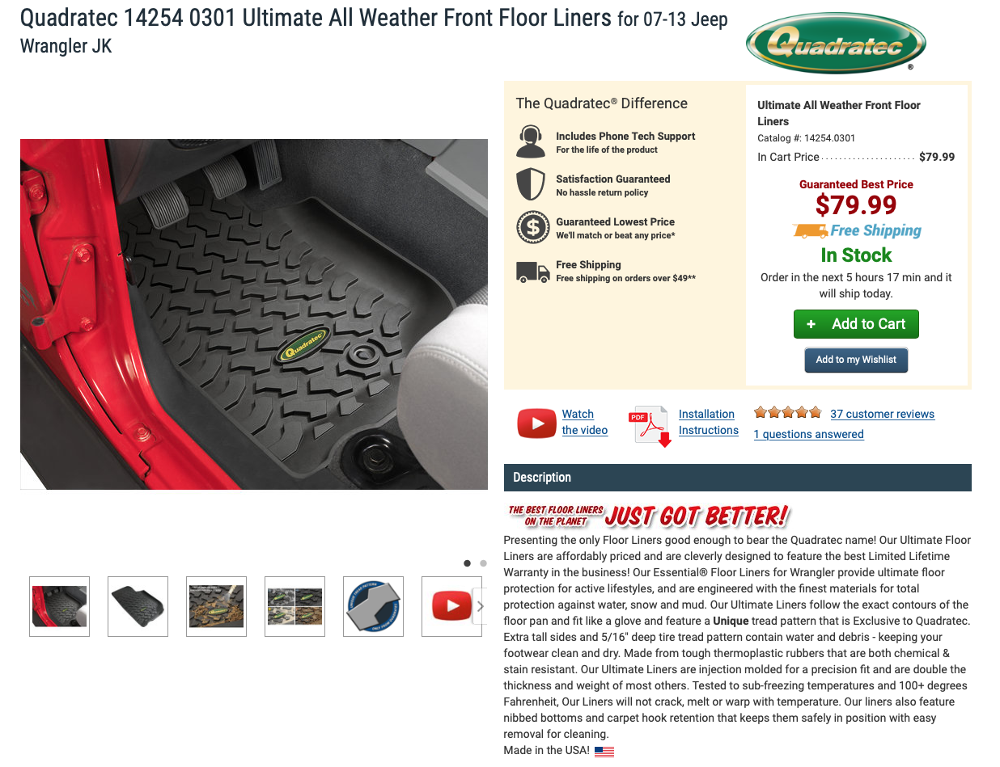 Quadratec 14254 0301 Ultimate All Weather Front Floor Liners for 07-13 Jeep
Wrangler JK
Quadratec
®
The Quadratec® Difference
Includes Phone Tech Support
For the life of the product
Satisfaction Guaranteed
No hassle return policy
$
Guaranteed Lowest Price
We'll match or beat any price*
Free Shipping
Free shipping on orders over $49**
Ultimate All Weather Front Floor
Liners
Catalog #: 14254.0301
In Cart Price ..................... $79.99
Guaranteed Best Price
$79.99
Free Shipping
In Stock
Order in the next 5 hours 17 min and it
will ship today.
+ Add to Cart
Add to my Wishlist
Quadratec
Watch
the video
PDF
Installation
Instructions
37 customer reviews
1 questions answered
Description
THE BEST FLOOR LINERS
ON THE PLANET
JUST GOT BETTER!
Presenting the only Floor Liners good enough to bear the Quadratec name! Our Ultimate Floor
Liners are affordably priced and are cleverly designed to feature the best Limited Lifetime
Warranty in the business! Our Essential® Floor Liners for Wrangler provide ultimate floor
protection for active lifestyles, and are engineered with the finest materials for total
protection against water, snow and mud. Our Ultimate Liners follow the exact contours of the
floor pan and fit like a glove and feature a Unique tread pattern that is Exclusive to Quadratec.
Extra tall sides and 5/16" deep tire tread pattern contain water and debris - keeping your
footwear clean and dry. Made from tough thermoplastic rubbers that are both chemical &
stain resistant. Our Ultimate Liners are injection molded for a precision fit and are double the
thickness and weight of most others. Tested to sub-freezing temperatures and 100+ degrees
Fahrenheit, Our Liners will not crack, melt or warp with temperature. Our liners also feature
nibbed bottoms and carpet hook retention that keeps them safely in position with easy
removal for cleaning.
Made in the USA!